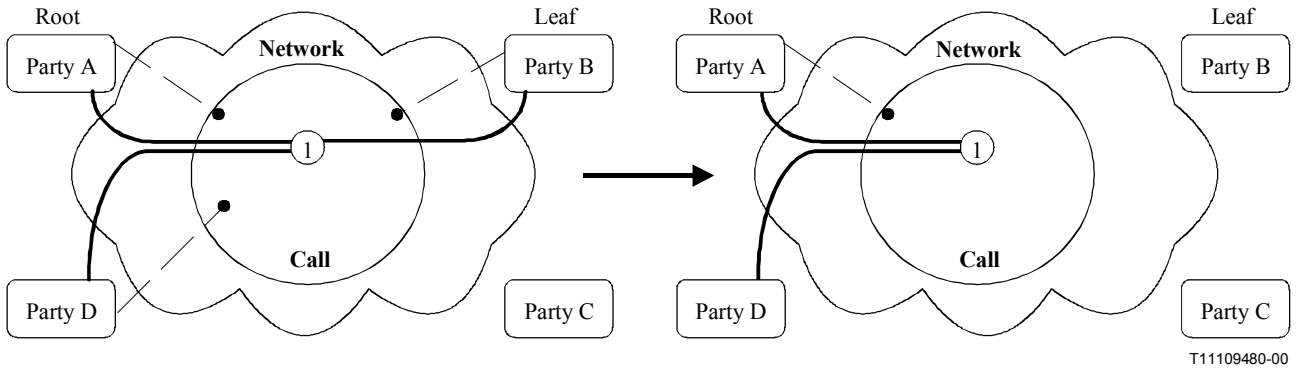 Root Leaf Root Leaf
Party A Network Party B Party A Network Party B
1 1
Call Call
Party D Party C Party D Party C
T11109480-00